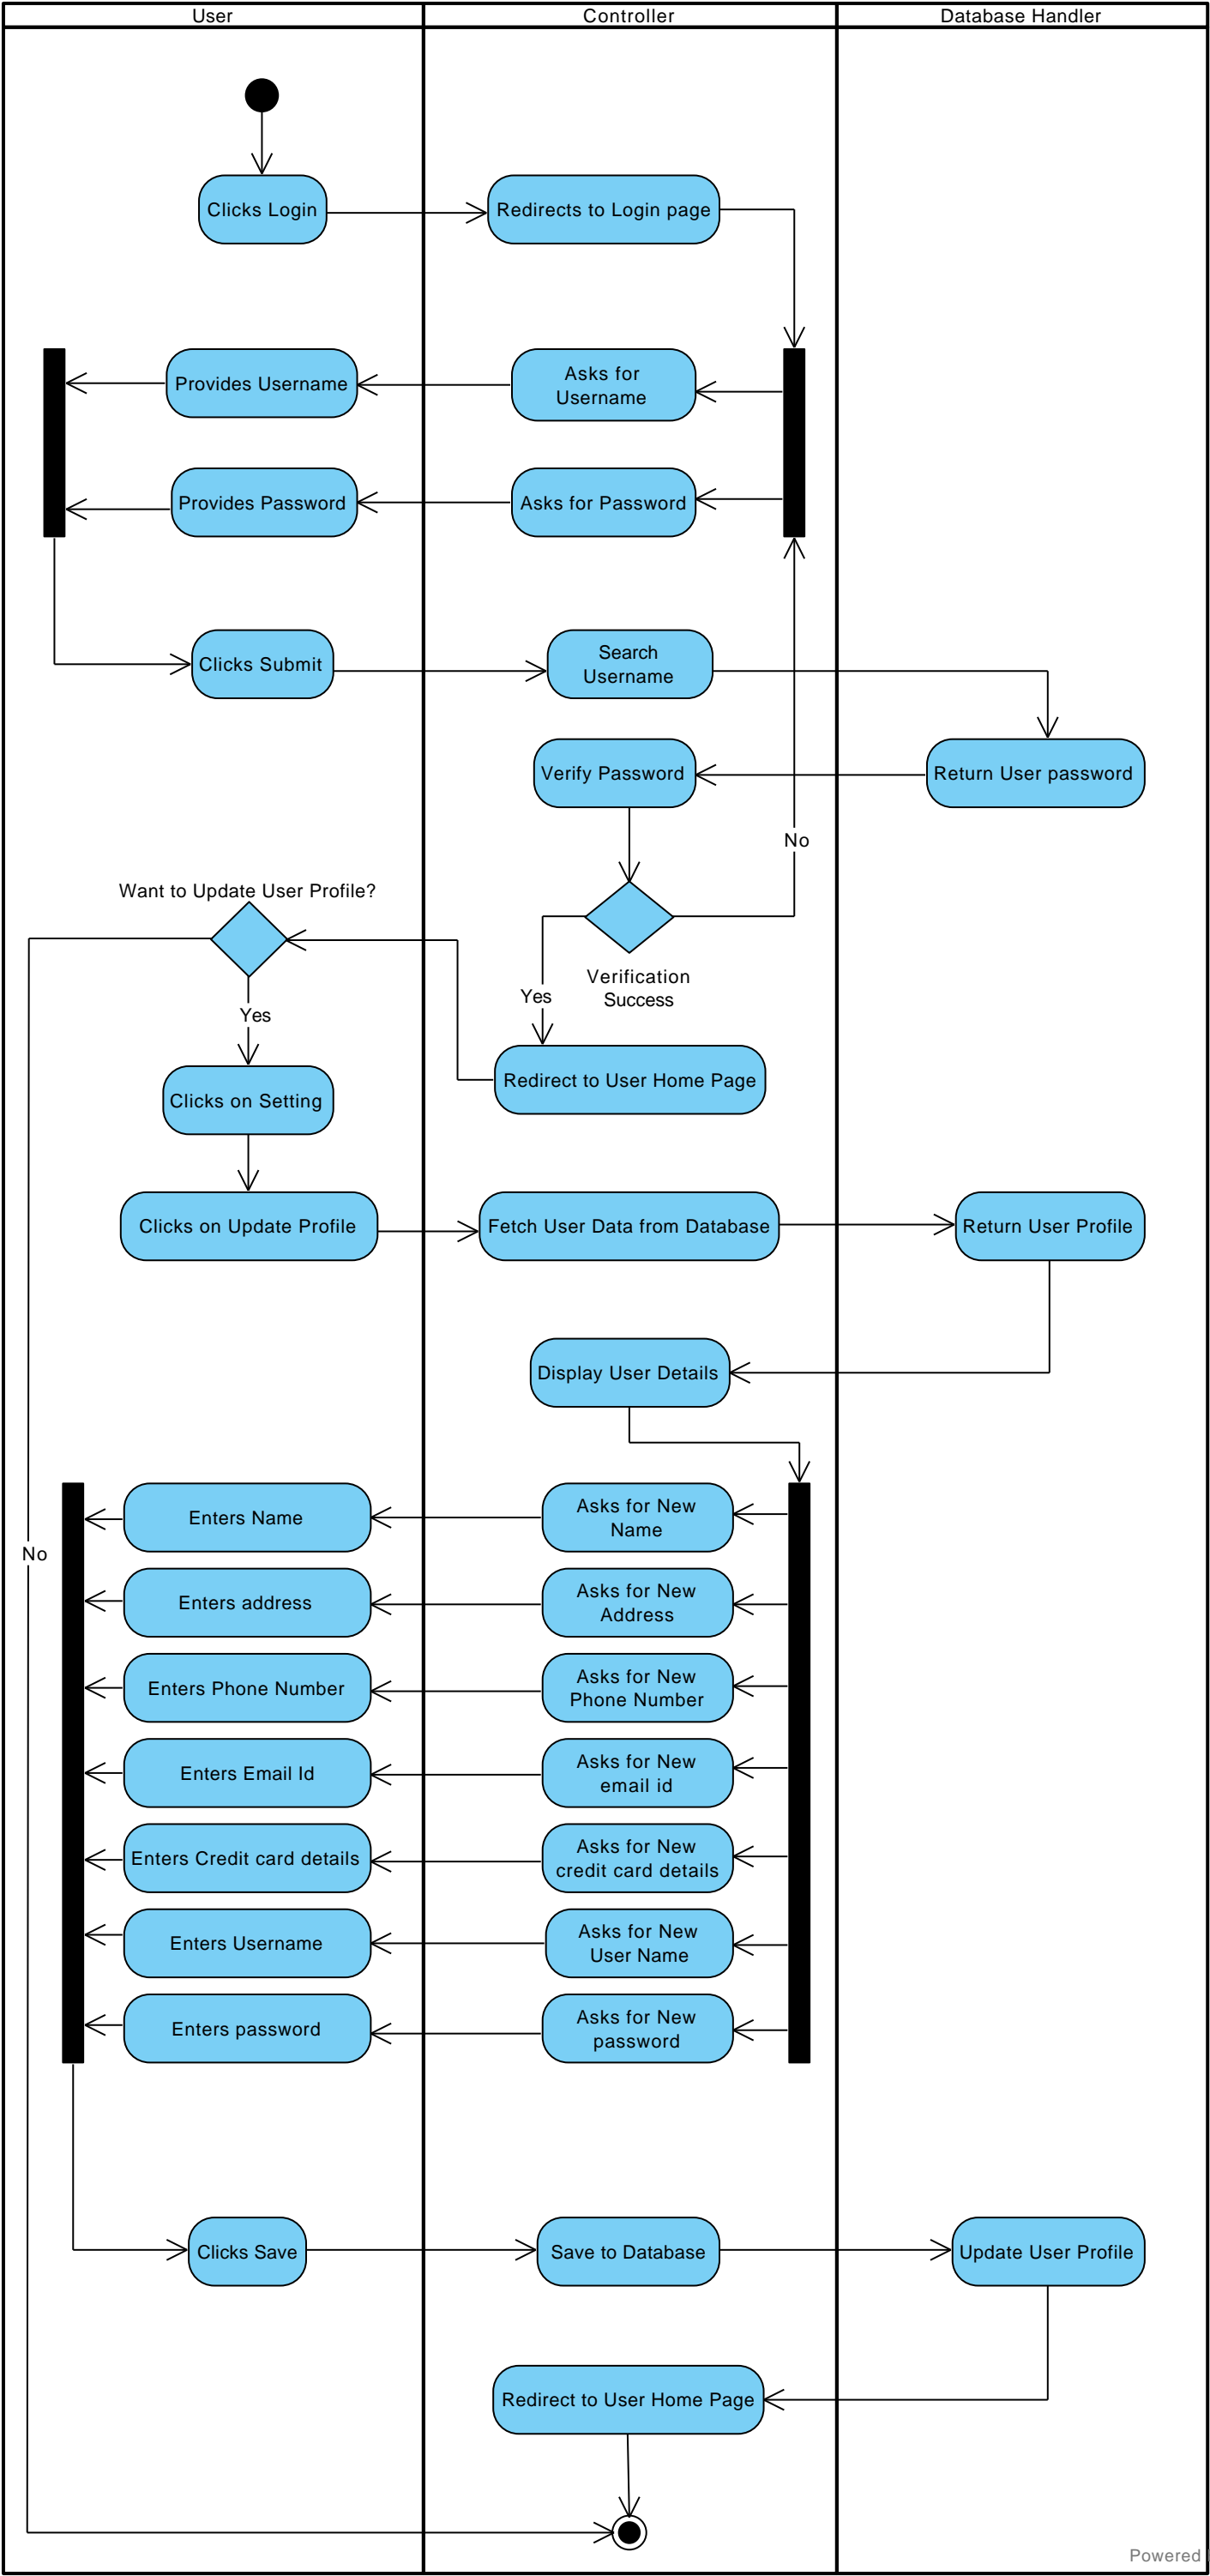 User
Controller
Database Handler
Clicks Login
Redirects to Login page
Provides Username
Asks for
Username
Provides Password
Asks for Password
Clicks Submit
Search
Username
Verify Password
Return User password
No
Want to Update User Profile?
Verification
Success
Yes
Yes
Redirect to User Home Page
Clicks on Setting
Clicks on Update Profile
Fetch User Data from Database
Return User Profile
Display User Details
Enters Name
Asks for New
Name
No
Enters address
Asks for New
Address
Enters Phone Number
Asks for New
Phone Number
Enters Email Id
Asks for New
email id
Enters Credit card details
Asks for New
credit card details
Enters Username
Asks for New
User Name
Enters password
Asks for New
password
Clicks Save
Save to Database
Update User Profile
Redirect to User Home Page
Powered